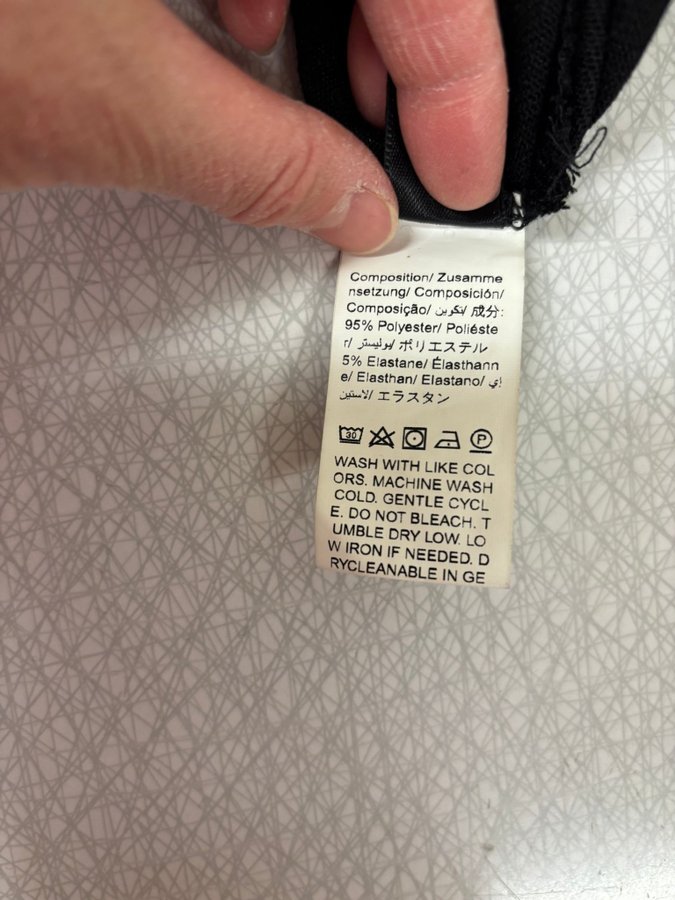 Composition/ Zusamme
nsetzung/ Composición/
Composição/ تكوين/ 成分:
95% Polyester/ Poliéste
r/ بوليستر/ ポリエステル
5% Elastane/ Élasthann
e/ Elasthan/ Elastano/ إي
لاستين/ エラスタン
30 P
WASH WITH LIKE COL
ORS. MACHINE WASH
COLD. GENTLE CYCL
E. DO NOT BLEACH. T
UMBLE DRY LOW. LO
W IRON IF NEEDED. D
RYCLEANABLE IN GE